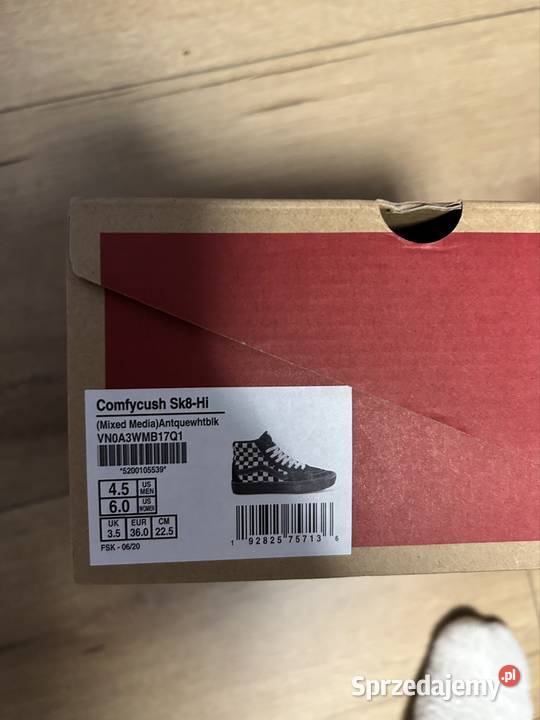 Comfycush Sk8-Hi
(Mixed Media)Antquewhtblk
VN0A3WMB17Q1
*5200105539*
4.5 US MEN
6.0 US WOMEN
UK EUR CM
3.5 36.0 22.5
FSK - 06/20
1 92825 75713 6
Sprzedajemy.pl